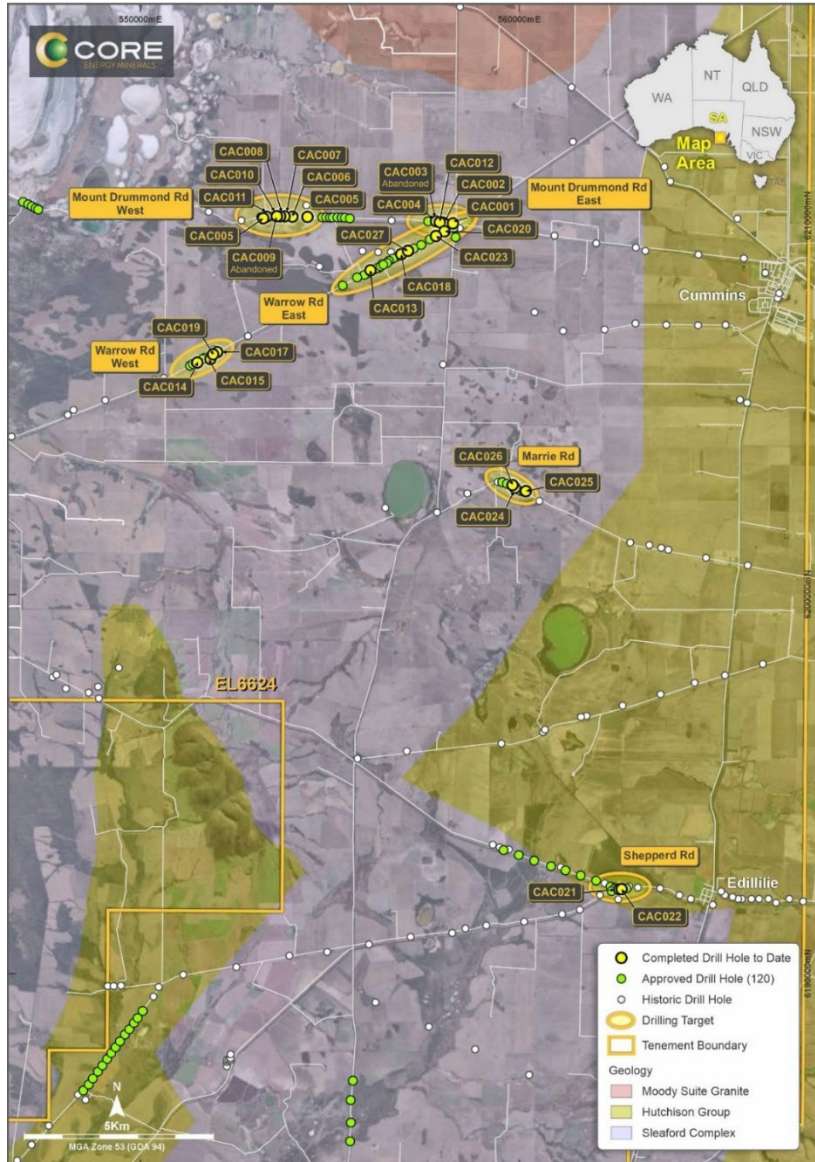 550000mE
560000mE
CORE
ENERGY MINERALS
NT
QLD
WA
SA
NSW
VIC
TAS
Map
Area
CAC008
CAC007
CAC010
CAC006
CAC011
CAC005
CAC003
Abandoned
CAC012
CAC002
CAC004
CAC001
Mount Drummond Rd
West
Mount Drummond Rd
East
CAC005
CAC009
Abandoned
CAC027
CAC020
CAC023
CAC018
CAC013
6210000mN
Cummins
Warrow Rd
East
CAC019
Warrow Rd
West
CAC017
CAC014
CAC015
CAC026
Marrie Rd
CAC025
CAC024
6200000mN
EL6624
Shepperd Rd
CAC021
Edillilie
CAC022
6190000mN
Completed Drill Hole to Date
Approved Drill Hole (120)
Historic Drill Hole
Drilling Target
Tenement Boundary
Geology
Moody Suite Granite
Hutchison Group
Sleaford Complex
N
5Km
MGA Zone 53 (GDA 94)